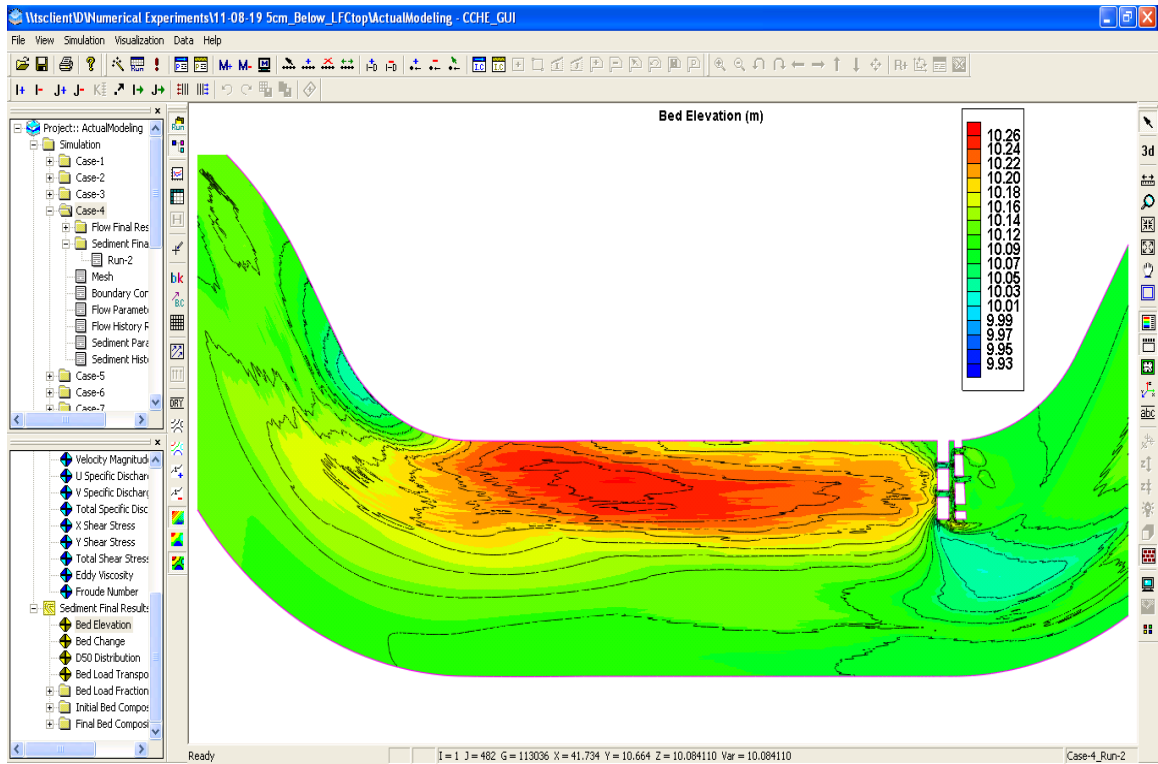 \\tsclient\D\Numerical Experiments\11-08-19 5cm_Below_LFCtop\ActualModeling - CCHE_GUI
File View Simulation Visualization Data Help
Run
M+ M-
I.C I.C
R+
I+ I- J+ J- I+ J+
Project:: ActualModeling
Simulation
Case-1
Case-2
Case-3
Case-4
Flow Final Res
Sediment Fina
Run-2
Mesh
Boundary Cor
Flow Paramet
Flow History R
Sediment Para
Sediment Hist
Case-5
Case-6
Case-7
Velocity Magnitud
U Specific Dischar
V Specific Discharg
Total Specific Disc
X Shear Stress
Y Shear Stress
Total Shear Stres
Eddy Viscosity
Froude Number
Sediment Final Results
Bed Elevation
Bed Change
D50 Distribution
Bed Load Transpo
Bed Load Fraction
Initial Bed Compos
Final Bed Composi
Run
H
bk
B.C
DRY
Bed Elevation (m)
10.26
10.24
10.22
10.20
10.18
10.16
10.14
10.12
10.09
10.07
10.05
10.03
10.01
9.99
9.97
9.95
9.93
3d
abc
Ready
I = 1 J = 482 G = 113036 X = 41.734 Y = 10.664 Z = 10.084110 Var = 10.084110
Case-4_Run-2